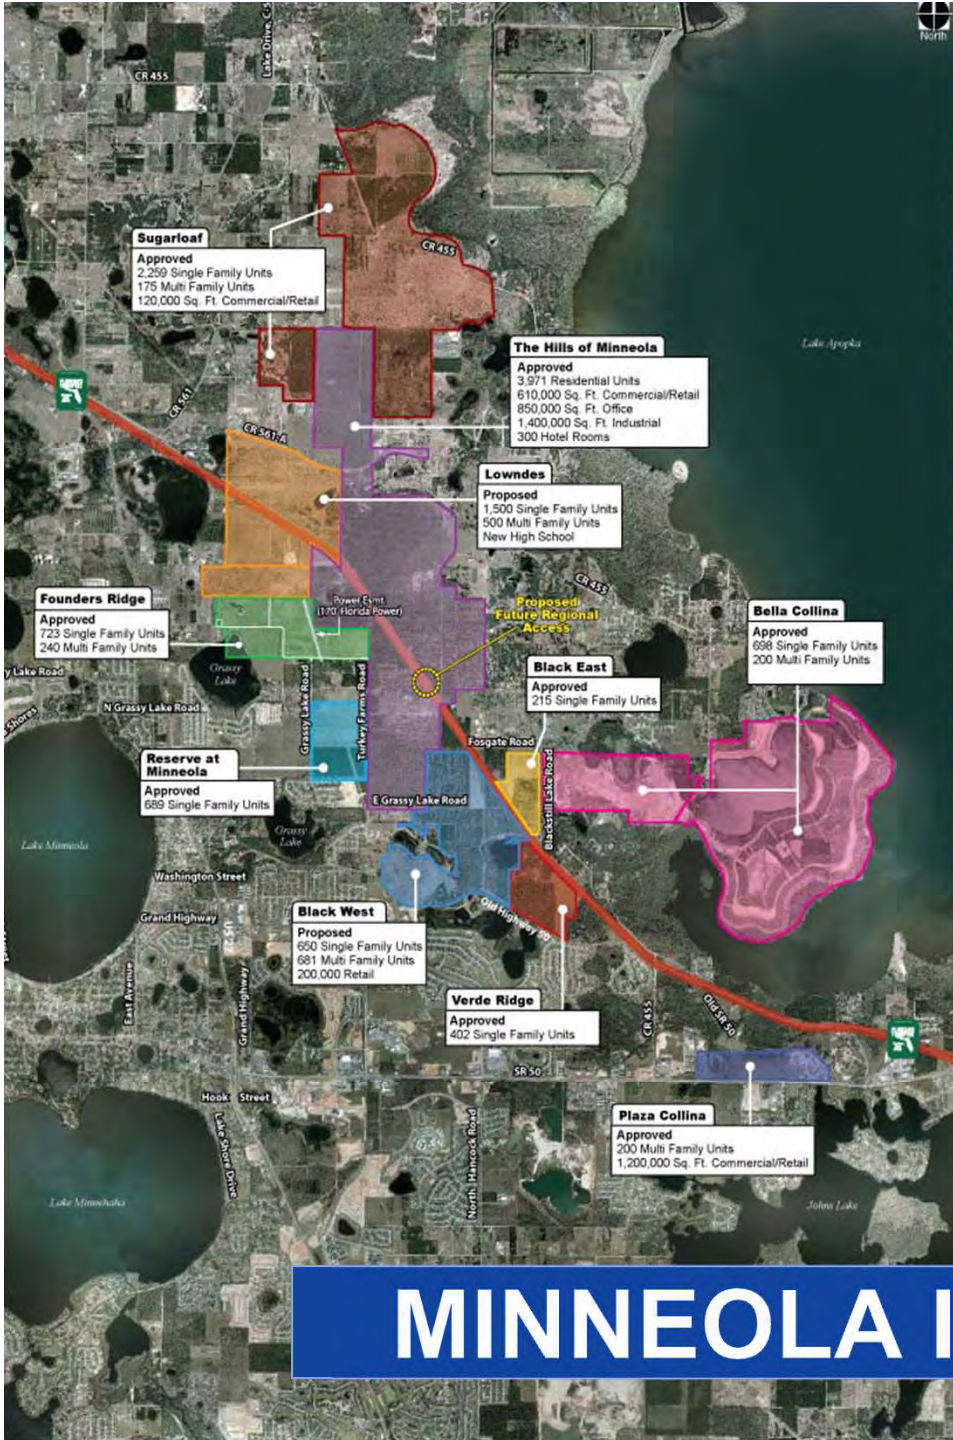 North
Lake Drive, C-5
CR 455
Sugarloaf
Approved
2,259 Single Family Units
175 Multi Family Units
120,000 Sq. Ft. Commercial/Retail
CR 455
Lake Apopka
The Hills of Minneola
Approved
3,971 Residential Units
610,000 Sq. Ft. Commercial/Retail
850,000 Sq. Ft. Office
1,400,000 Sq. Ft. Industrial
300 Hotel Rooms
CR 561
CR 561-A
Lowndes
Proposed
1,500 Single Family Units
500 Multi Family Units
New High School
CR 455
Founders Ridge
Approved
723 Single Family Units
240 Multi Family Units
Power Esmt.
(170' Florida Power)
Proposed
Future Regional
Access
Bella Collina
Approved
698 Single Family Units
200 Multi Family Units
Black East
Approved
215 Single Family Units
y Lake Road
Grassy
Lake
N Grassy Lake Road
Shores
Grassy Lake Road
Turkey Farms Road
Fosgate Road
Reserve at
Minneola
Approved
689 Single Family Units
E Grassy Lake Road
Blackstill Lake Road
Lake Minneola
Grassy
Lake
Washington Street
Grand Highway
Black West
Proposed
650 Single Family Units
681 Multi Family Units
200,000 Retail
Old Highway 50
US 27
East Avenue
Grand Highway
Verde Ridge
Approved
402 Single Family Units
CR 455
Old SR 50
SR 50
Hook Street
Lake Shore Drive
North Hancock Road
Plaza Collina
Approved
200 Multi Family Units
1,200,000 Sq. Ft. Commercial/Retail
Lake Minnehaha
Johns Lake
MINNEOLA I